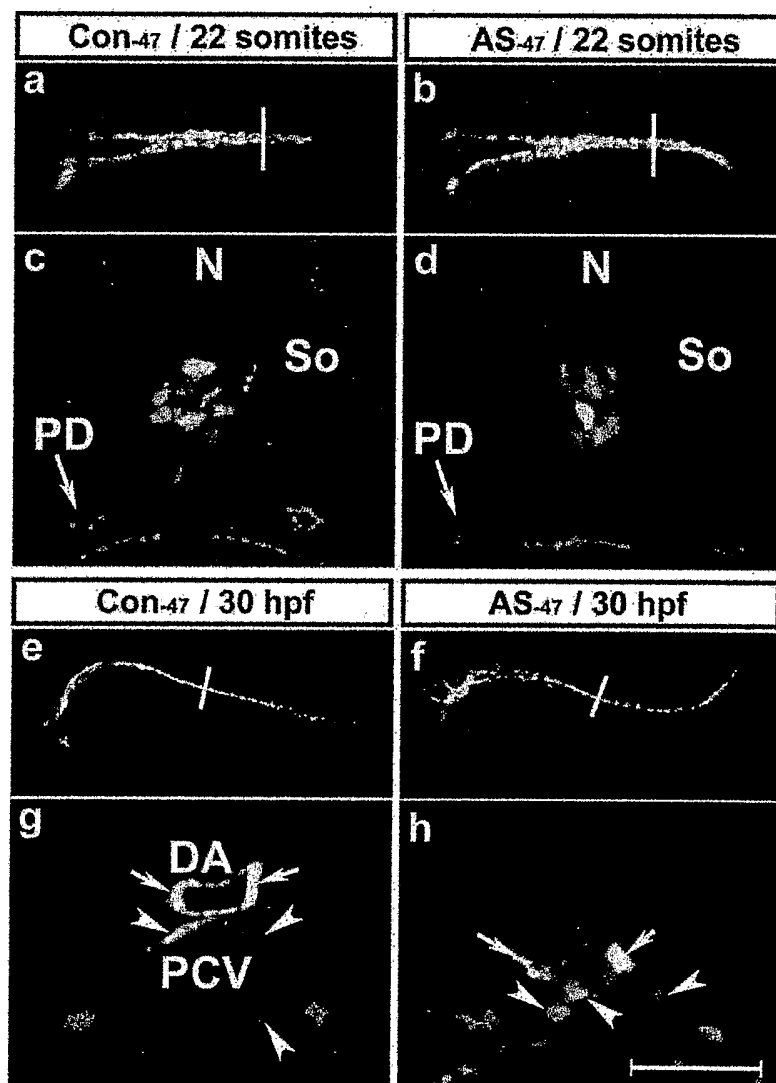 Con-47 / 22 somites
AS-47 / 22 somites
a
b
c
N
So
PD
d
N
So
PD
Con-47 / 30 hpf
AS-47 / 30 hpf
e
f
g
DA
PCV
h